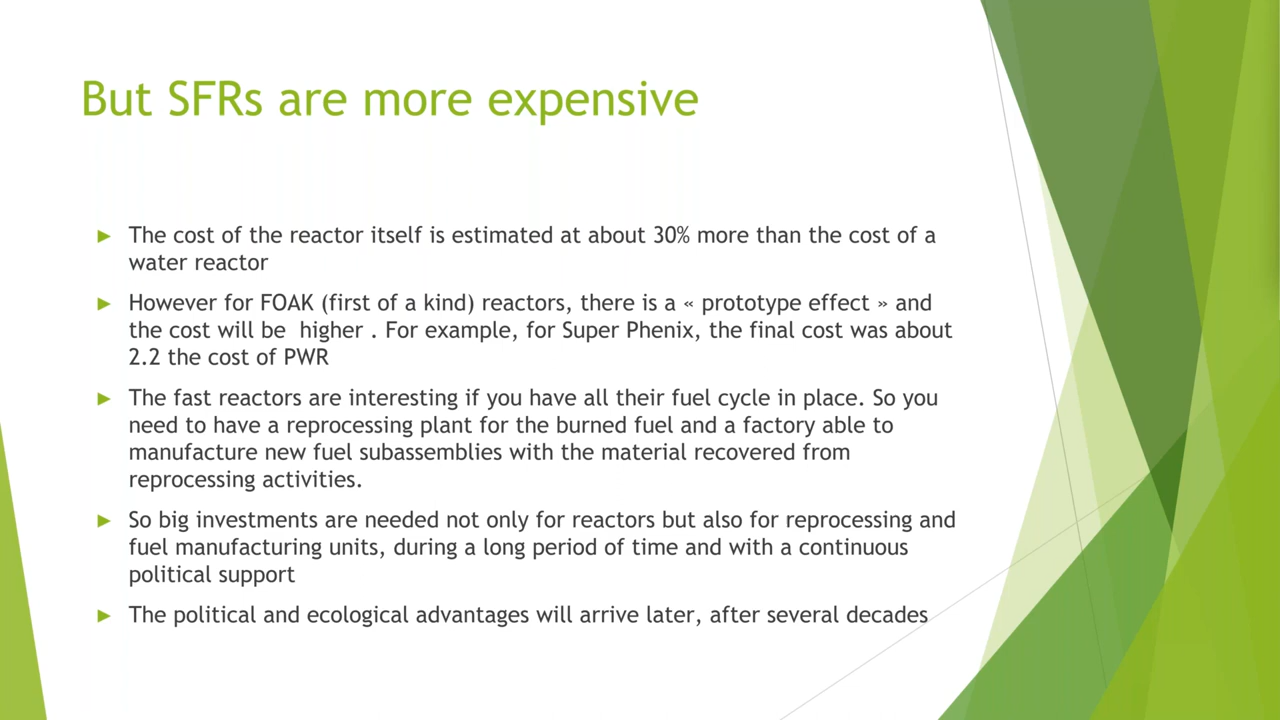 But SFRs are more expensive
The cost of the reactor itself is estimated at about 30% more than the cost of a
water reactor
However for FOAK (first of a kind) reactors, there is a « prototype effect » and
the cost will be  higher . For example, for Super Phenix, the final cost was about
2.2 the cost of PWR
The fast reactors are interesting if you have all their fuel cycle in place. So you
need to have a reprocessing plant for the burned fuel and a factory able to
manufacture new fuel subassemblies with the material recovered from
reprocessing activities.
So big investments are needed not only for reactors but also for reprocessing and
fuel manufacturing units, during a long period of time and with a continuous
political support
The political and ecological advantages will arrive later, after several decades